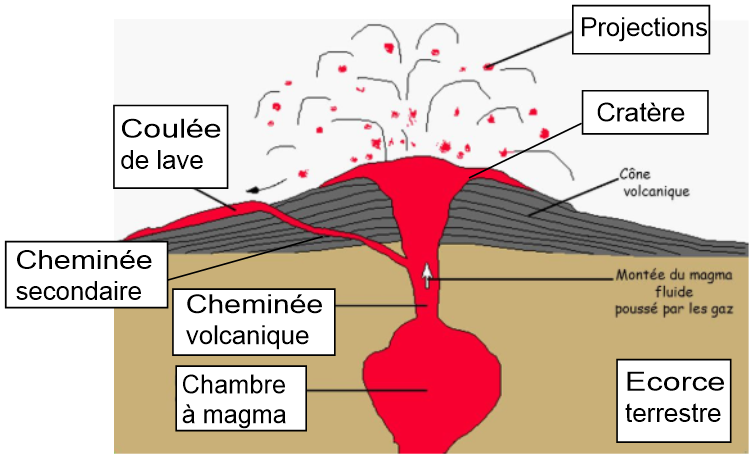 Projections
Cratère
Coulée
de lave
Cône
volcanique
Cheminée
secondaire
Montée du magma
fluide
poussé par les gaz
Cheminée
volcanique
Chambre
à magma
Ecorce
terrestre